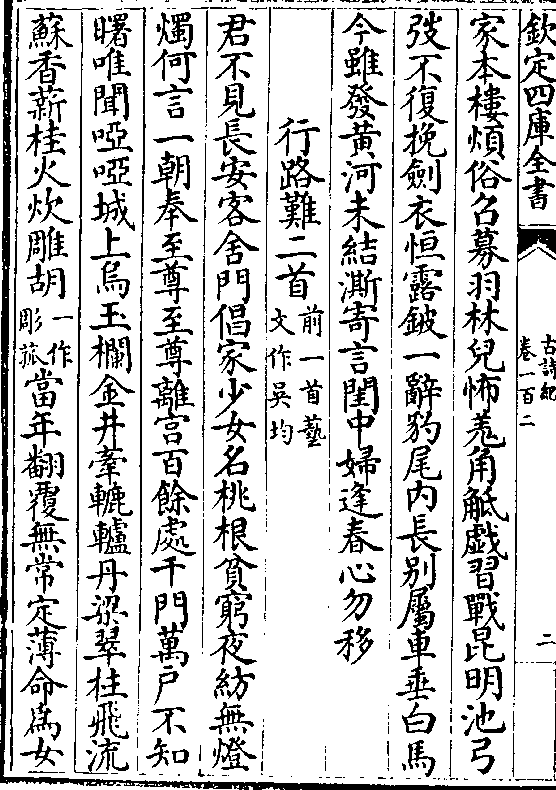 欽定四庫全書
古詩紀
卷一百二
二
家本樓煩俗名募羽林兒怖羗角觝戲習戰昆明池弓
弢不復挽劍衣恒露鈹一辭豹尾内長别屬車垂白馬
今雖發黄河未結澌寄言閨中婦逢春心勿移
行路難二首前一首藝
文作吴均
君不見長安客舍門倡家少女名桃根貧窮夜紡無燈
燭何言一朝奉至尊至尊離宫百餘處千門萬戶不知
曙唯聞啞啞城上烏玉欄金井牽轆轤丹梁翠柱飛流
蘇香薪桂火炊雕胡一作
彫菰當年翻覆無常定薄命為女